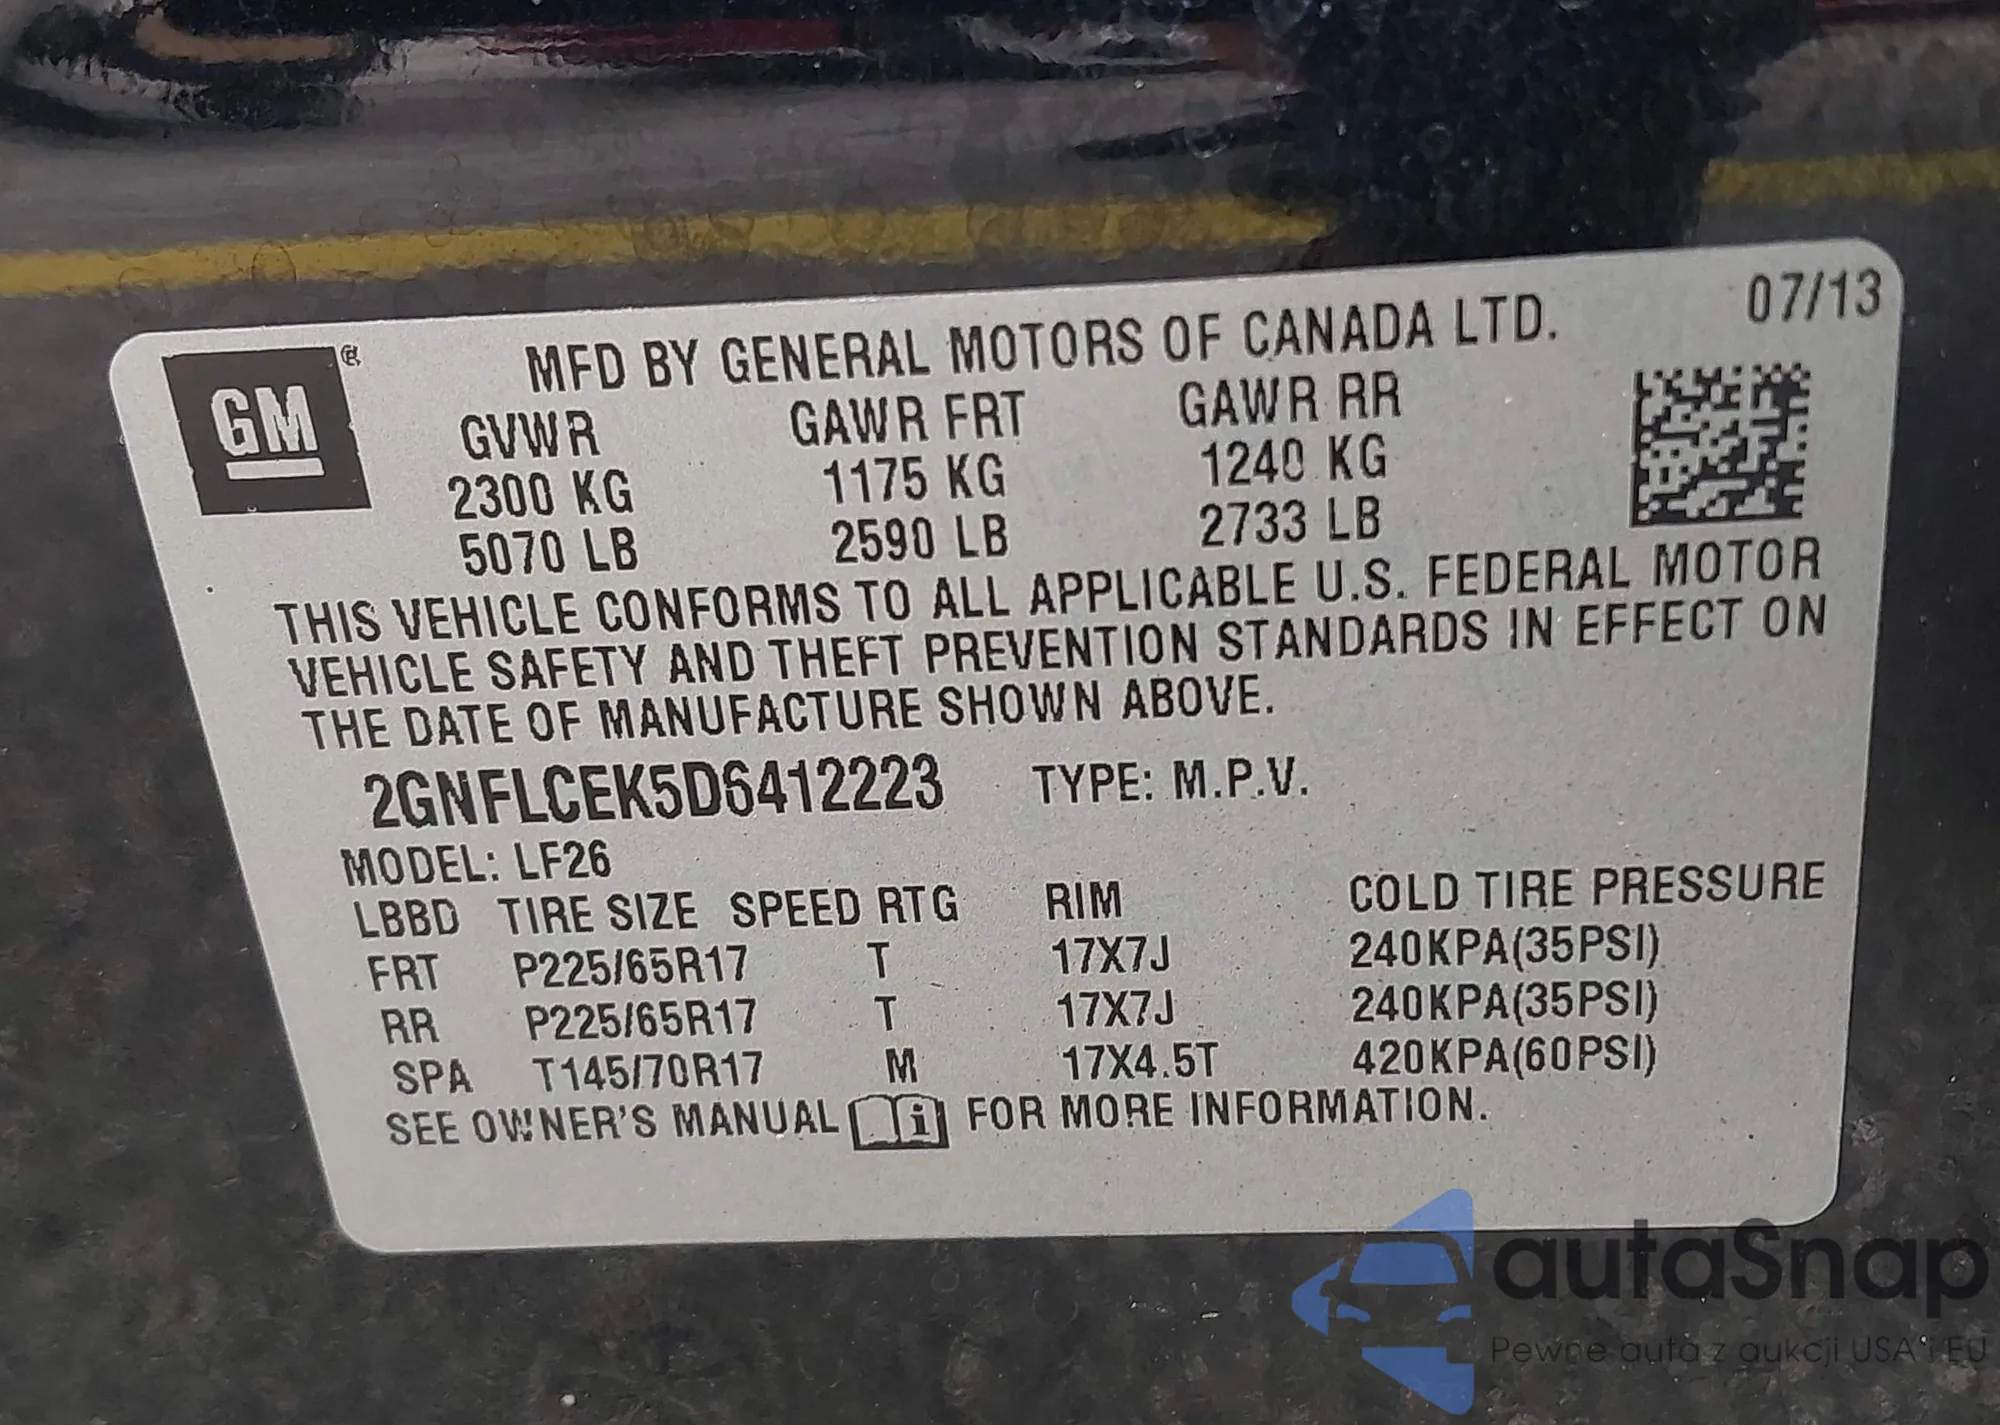 07/13
GM ®
MFD BY GENERAL MOTORS OF CANADA LTD.
GVWR GAWR FRT GAWR RR
2300 KG 1175 KG 1240 KG
5070 LB 2590 LB 2733 LB
THIS VEHICLE CONFORMS TO ALL APPLICABLE U.S. FEDERAL MOTOR
VEHICLE SAFETY AND THEFT PREVENTION STANDARDS IN EFFECT ON
THE DATE OF MANUFACTURE SHOWN ABOVE.
2GNFLCEK5D6412223 TYPE: M.P.V.
MODEL: LF26
LBBD TIRE SIZE SPEED RTG RIM COLD TIRE PRESSURE
FRT P225/65R17 T 17X7J 240KPA(35PSI)
RR P225/65R17 T 17X7J 240KPA(35PSI)
SPA T145/70R17 M 17X4.5T 420KPA(60PSI)
SEE OWNER'S MANUAL i FOR MORE INFORMATION.
autaSnap
Pewne auta z aukcji USA i EU